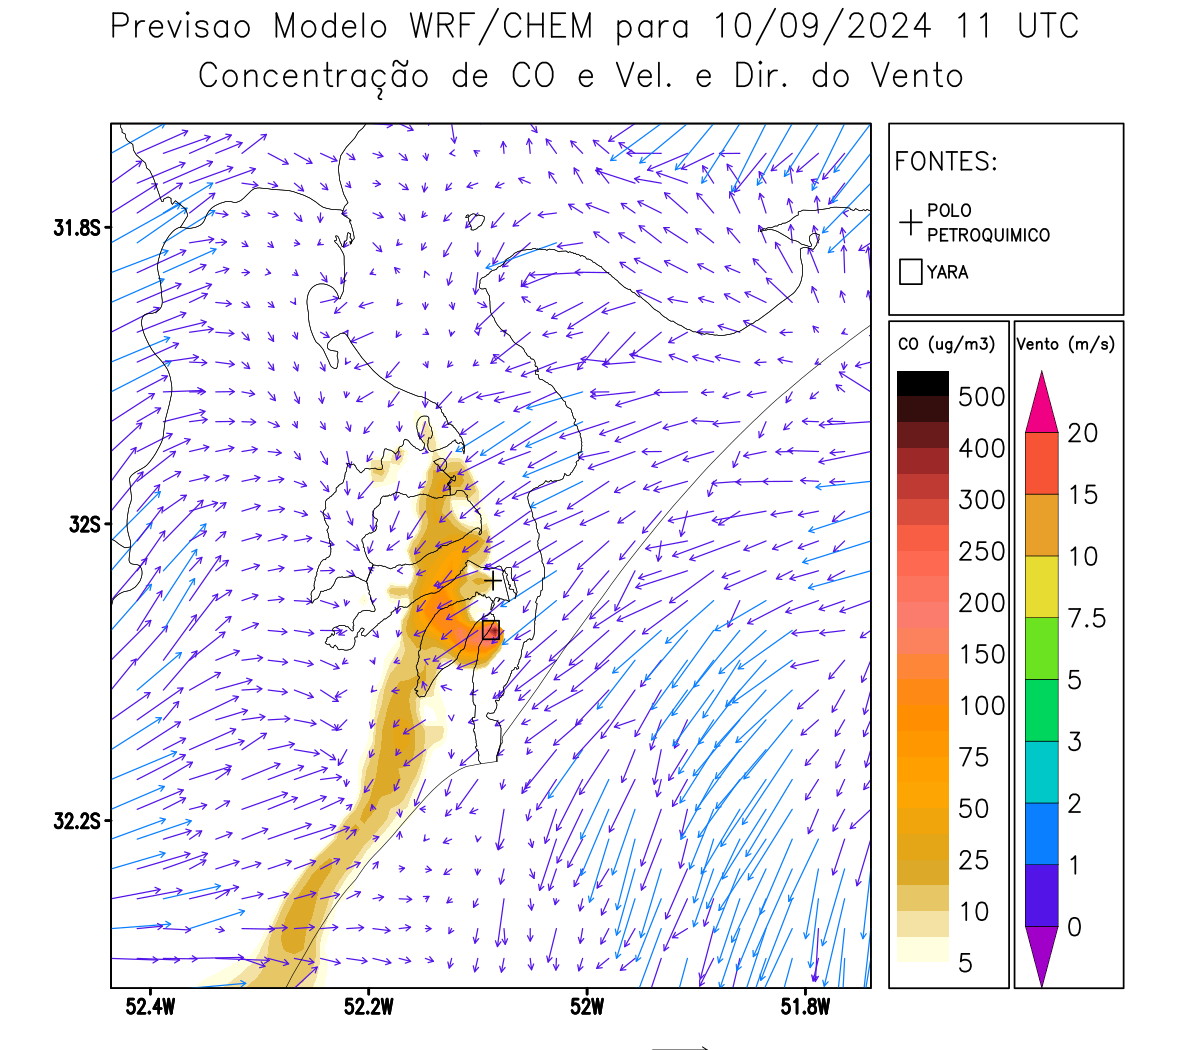 Previsao Modelo WRF/CHEM para 10/09/2024 11 UTC
Concentração de CO e Vel. e Dir. do Vento
FONTES:
POLO
PETROQUIMICO
YARA
CO (ug/m3)
500
400
300
250
200
150
100
75
50
25
10
5
Vento (m/s)
20
15
10
7.5
5
3
2
1
0
31.8S
32S
32.2S
52.4W
52.2W
52W
51.8W